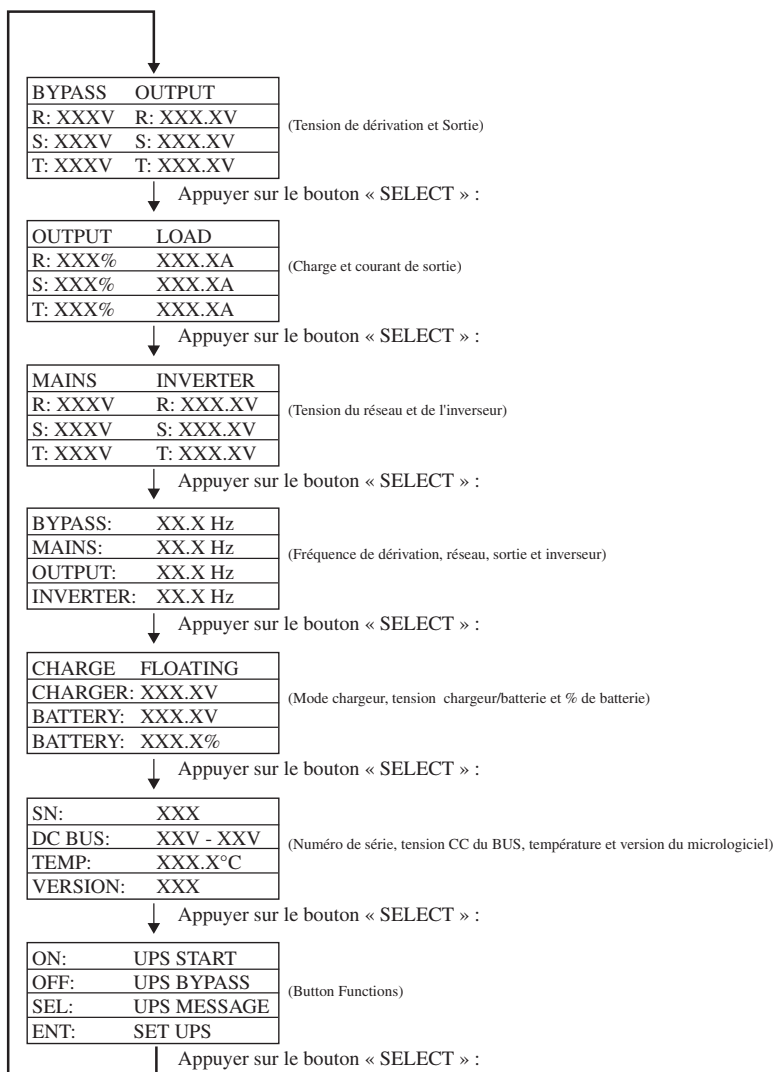 BYPASS OUTPUT
R: XXXV R: XXX.XV
S: XXXV S: XXX.XV
T: XXXV T: XXX.XV
(Tension de dérivation et Sortie)
Appuyer sur le bouton « SELECT » :
OUTPUT LOAD
R: XXX% XXX.XA
S: XXX% XXX.XA
T: XXX% XXX.XA
(Charge et courant de sortie)
Appuyer sur le bouton « SELECT » :
MAINS INVERTER
R: XXXV R: XXX.XV
S: XXXV S: XXX.XV
T: XXXV T: XXX.XV
(Tension du réseau et de l'inverseur)
Appuyer sur le bouton « SELECT » :
BYPASS: XX.X Hz
MAINS: XX.X Hz
OUTPUT: XX.X Hz
INVERTER: XX.X Hz
(Fréquence de dérivation, réseau, sortie et inverseur)
Appuyer sur le bouton « SELECT » :
CHARGE FLOATING
CHARGER: XXX.XV
BATTERY: XXX.XV
BATTERY: XXX.X%
(Mode chargeur, tension chargeur/batterie et % de batterie)
Appuyer sur le bouton « SELECT » :
SN: XXX
DC BUS: XXV - XXV
TEMP: XXX.X°C
VERSION: XXX
(Numéro de série, tension CC du BUS, température et version du micrologiciel)
Appuyer sur le bouton « SELECT » :
ON: UPS START
OFF: UPS BYPASS
SEL: UPS MESSAGE
ENT: SET UPS
(Button Functions)
Appuyer sur le bouton « SELECT » :